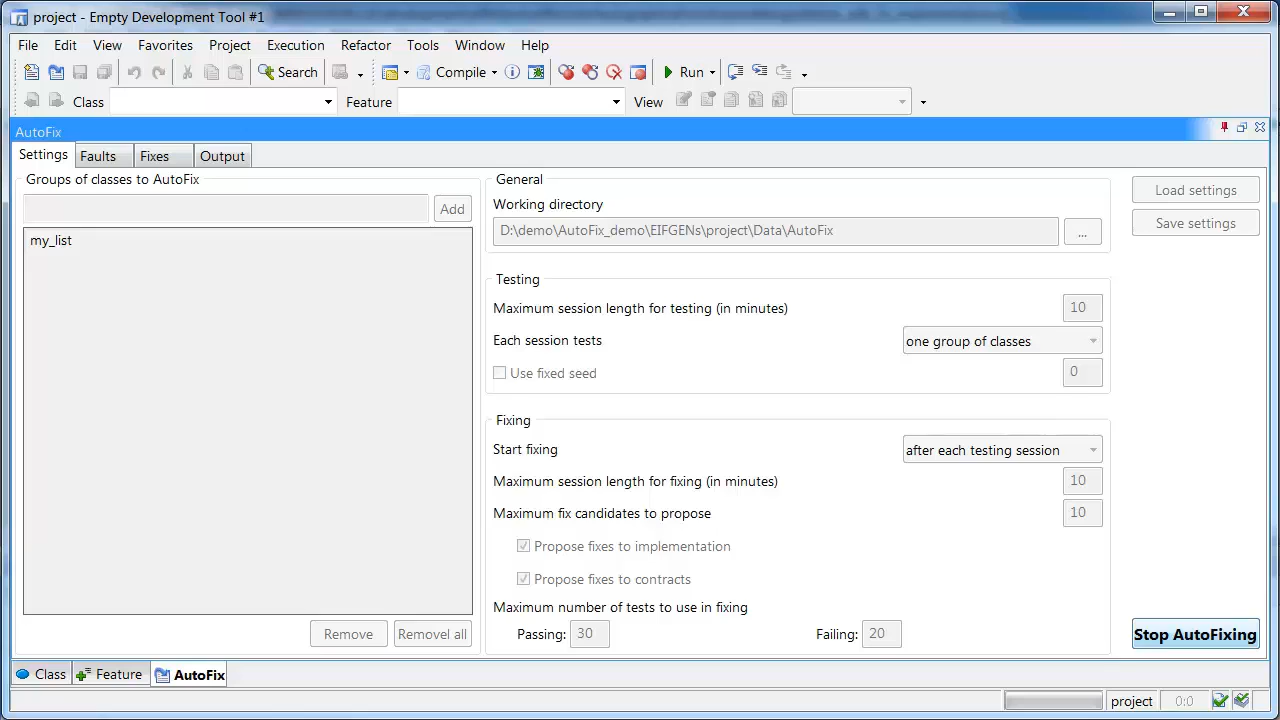 project - Empty Development Tool #1
File Edit View Favorites Project Execution Refactor Tools Window Help
Search Compile Run
Class Feature View
AutoFix
Settings Faults Fixes Output
Groups of classes to AutoFix
Add
my_list
Remove Removel all
General
Working directory
D:\demo\AutoFix_demo\EIFGENs\project\Data\AutoFix ...
Testing
Maximum session length for testing (in minutes) 10
Each session tests one group of classes
Use fixed seed 0
Fixing
Start fixing after each testing session
Maximum session length for fixing (in minutes) 10
Maximum fix candidates to propose 10
Propose fixes to implementation
Propose fixes to contracts
Maximum number of tests to use in fixing
Passing: 30 Failing: 20
Load settings
Save settings
Stop AutoFixing
Class Feature AutoFix
project 0:0